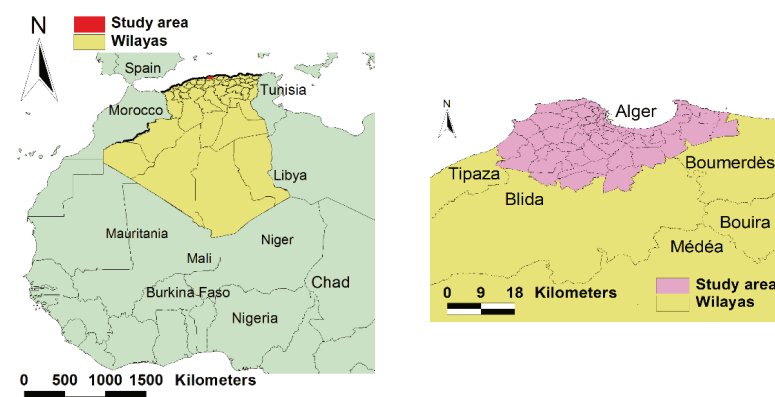 N
Study area
Wilayas
Spain
Tunisia
Morocco
Libya
Mauritania
Niger
Mali
Chad
Burkina Faso
Nigeria
0 500 1000 1500 Kilometers
N
Alger
Boumerdès
Tipaza
Blida
Bouira
Médéa
Study area
0 9 18 Kilometers
Wilayas